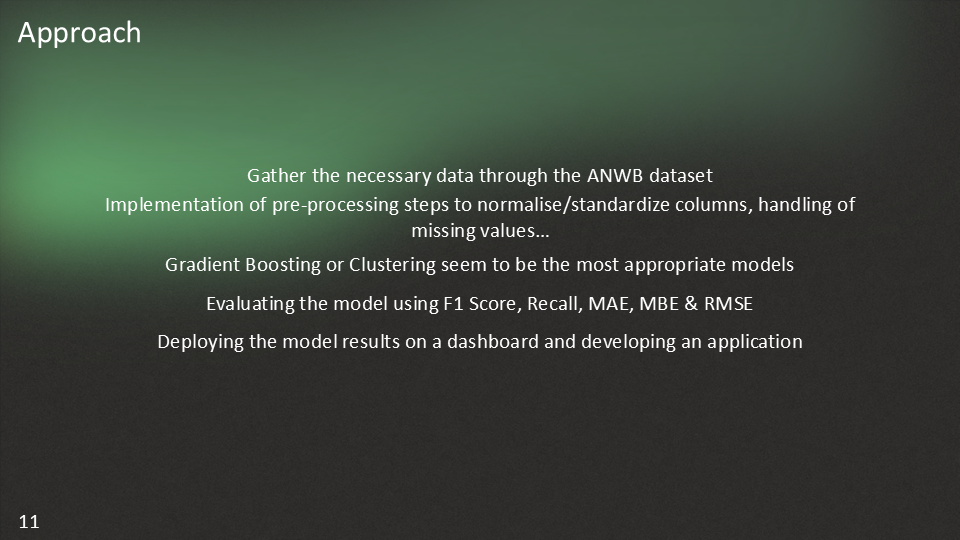 Approach
Gather the necessary data through the ANWB dataset
Implementation of pre-processing steps to normalise/standardize columns, handling of
missing values...
Gradient Boosting or Clustering seem to be the most appropriate models
Evaluating the model using F1 Score, Recall, MAE, MBE & RMSE
Deploying the model results on a dashboard and developing an application
11